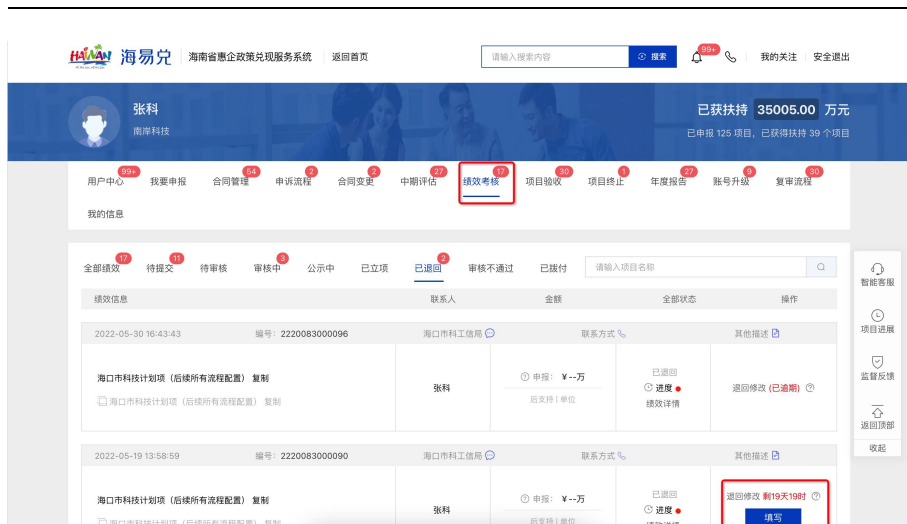 HAINAN 海易兑 海南省惠企政策兑现服务系统 返回首页 请输入搜索内容 搜索 99+ 我的关注 安全退出
张科
南岸科技
已获扶持 35005.00 万元
已申报 125 项目，已获得扶持 39 个项目
用户中心 99+ 我要申报 合同管理 54 申诉流程 2 合同变更 2 中期评估 27 绩效考核 17 项目验收 30 项目终止 1 年度报告 27 账号升级 9 复审流程 30
我的信息
全部绩效 17 待提交 11 待审核 审核中 3 公示中 已立项 已退回 2 审核不通过 已拨付 请输入项目名称
绩效信息 联系人 金额 全部状态 操作
2022-05-30 16:43:43 编号：2220083000096 海口市科工信局 联系方式 其他描述
海口市科技计划项（后续所有流程配置） 复制
海口市科技计划项（后续所有流程配置） 复制
张科
申报： ¥--万
后支持 | 单位
已退回
进度
绩效详情
退回修改 (已逾期)
2022-05-19 13:58:59 编号：2220083000090 海口市科工信局 联系方式 其他描述
海口市科技计划项（后续所有流程配置） 复制
张科
申报： ¥--万
已退回
进度
退回修改 剩19天19时
填写
智能客服
项目进展
监督反馈
返回顶部
收起